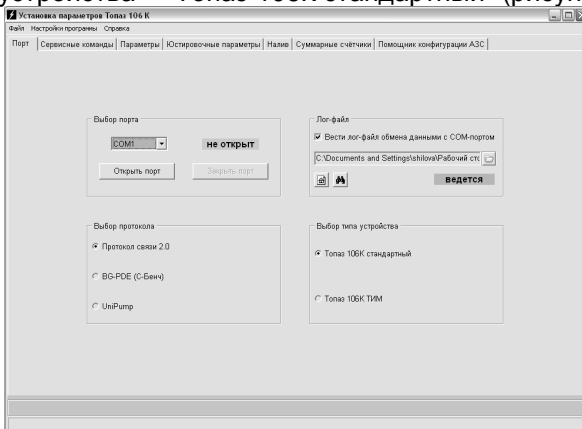 устройства – "Топаз-106К стандартный" (рисун
Установка параметров Топаз 106 К
Файл Настройки программы Справка
Порт Сервисные команды Параметры Юстировочные параметры Налив Суммарные счётчики Помощник конфигурации АЗС
Выбор порта
COM1 не открыт
Открыть порт Закрыть порт
Лог-файл
Вести лог-файл обмена данными с COM-портом
C:\Documents and Settings\shilova\Рабочий сто
ведется
Выбор протокола
Протокол связи 2.0
BG-PDE (С-Бенч)
UniPump
Выбор типа устройства
Топаз 106К стандартный
Топаз 106К ТИМ